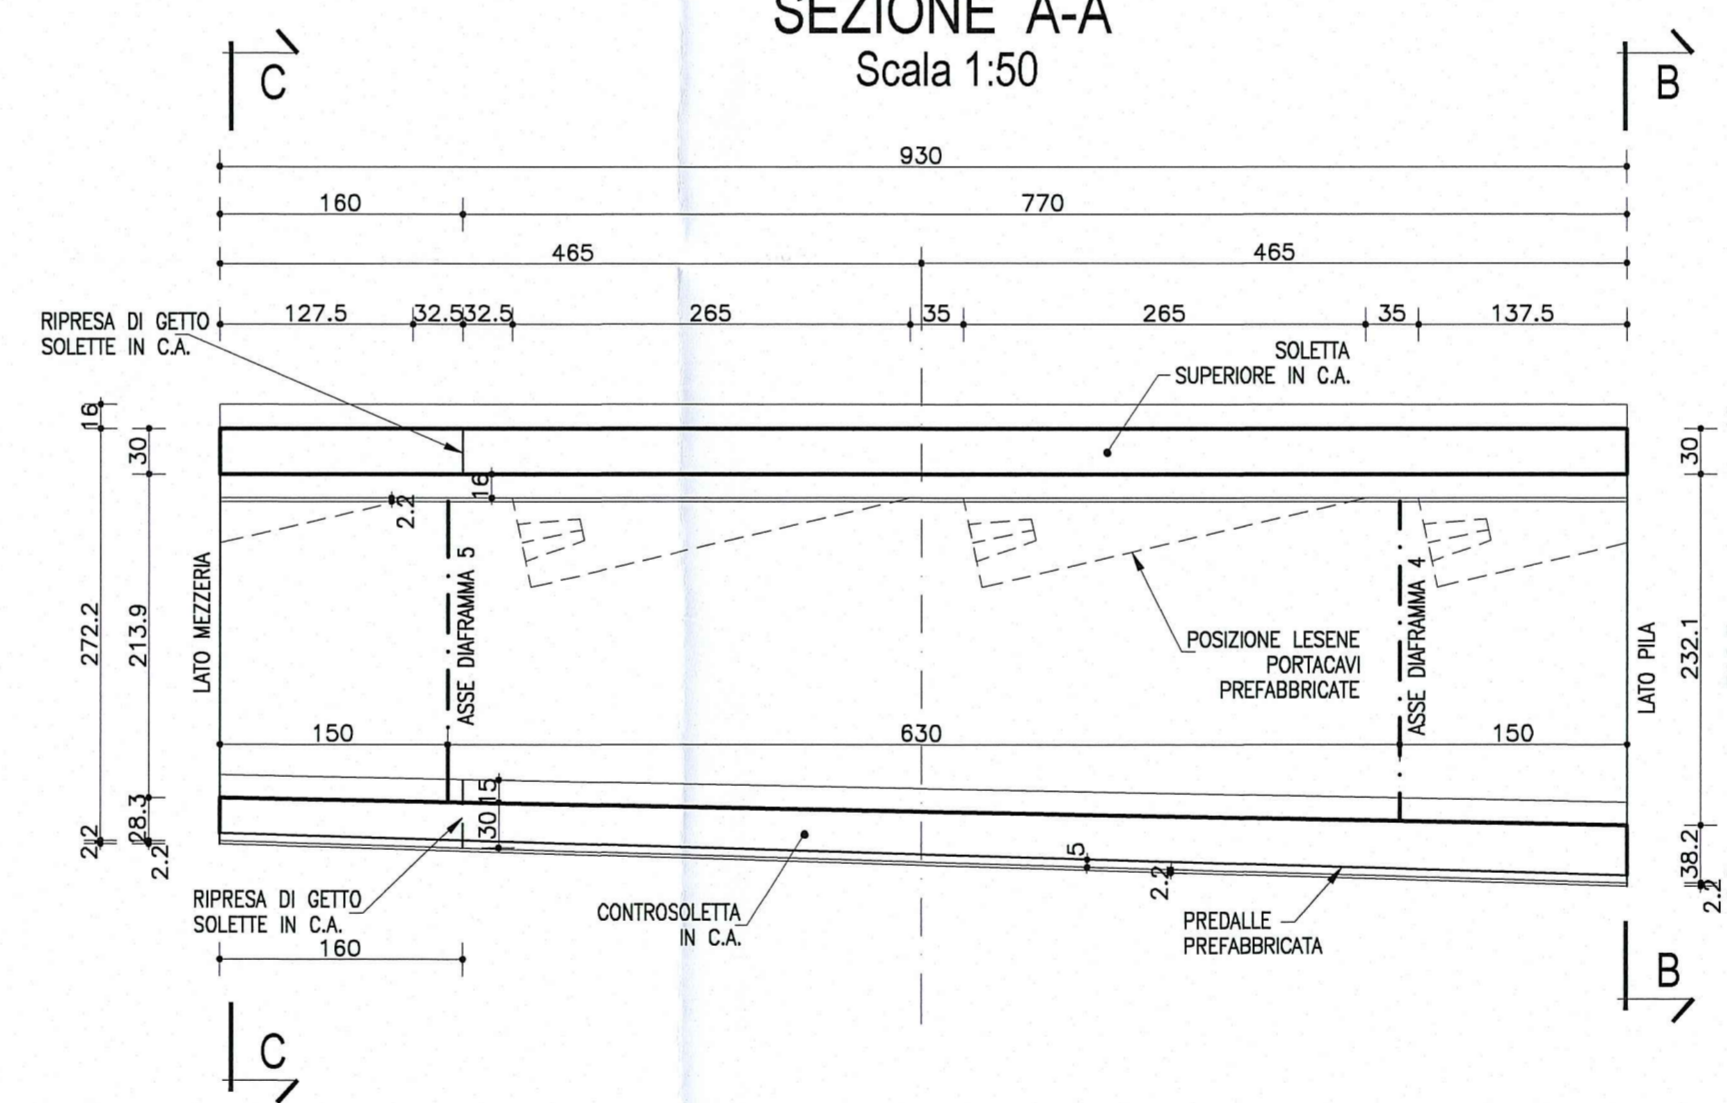 SEZIONE A-A
Scala 1:50
C
B
930
160
770
465
465
127.5
32.5
32.5
265
35
265
35
137.5
RIPRESA DI GETTO
SOLETTE IN C.A.
SOLETTA
SUPERIORE IN C.A.
16
30
30
16
2.2
272.2
213.9
LATO MEZZERIA
ASSE DIAFRAMMA 5
POSIZIONE LESENE
PORTACAVI
PREFABBRICATE
ASSE DIAFRAMMA 4
LATO PILA
232.1
150
630
150
15
30
28.3
2.2
2.2
5
2.2
38.2
2.2
RIPRESA DI GETTO
SOLETTE IN C.A.
CONTROSOLETTA
IN C.A.
PREDALLE
PREFABBRICATA
160
B
C